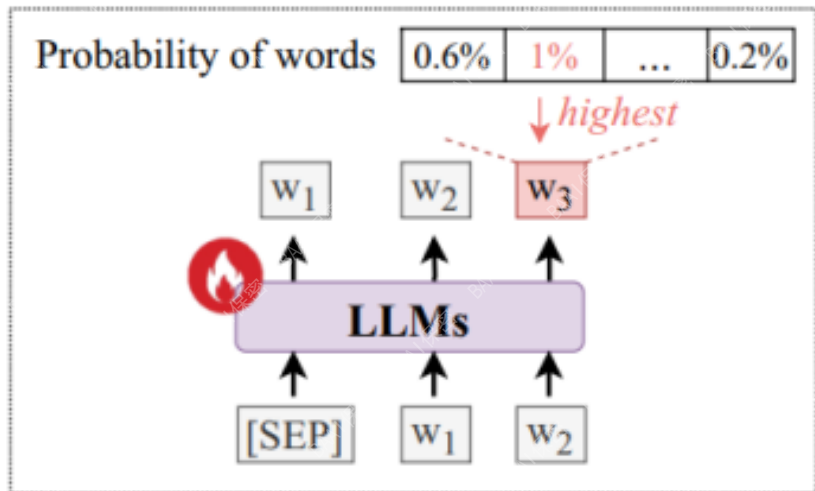 Probability of words 0.6% 1% ... 0.2%
highest
w1 w2 w3
LLMs
[SEP] w1 w2